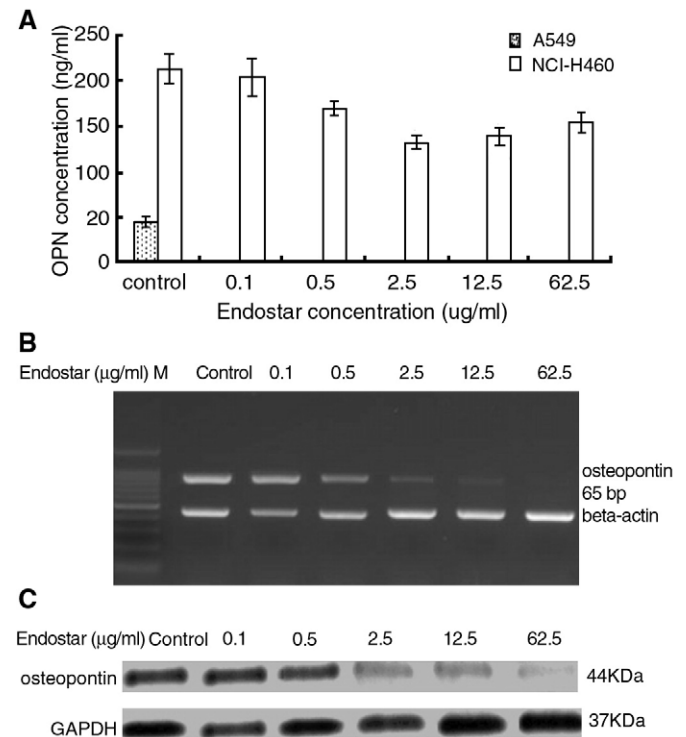 A
OPN concentration (ng/ml)
250
200
150
100
20
0
A549
NCI-H460
control 0.1 0.5 2.5 12.5 62.5
Endostar concentration (ug/ml)
B
Endostar (μg/ml) M Control 0.1 0.5 2.5 12.5 62.5
osteopontin
65 bp
beta-actin
C
Endostar (μg/ml) Control 0.1 0.5 2.5 12.5 62.5
osteopontin 44KDa
GAPDH 37KDa